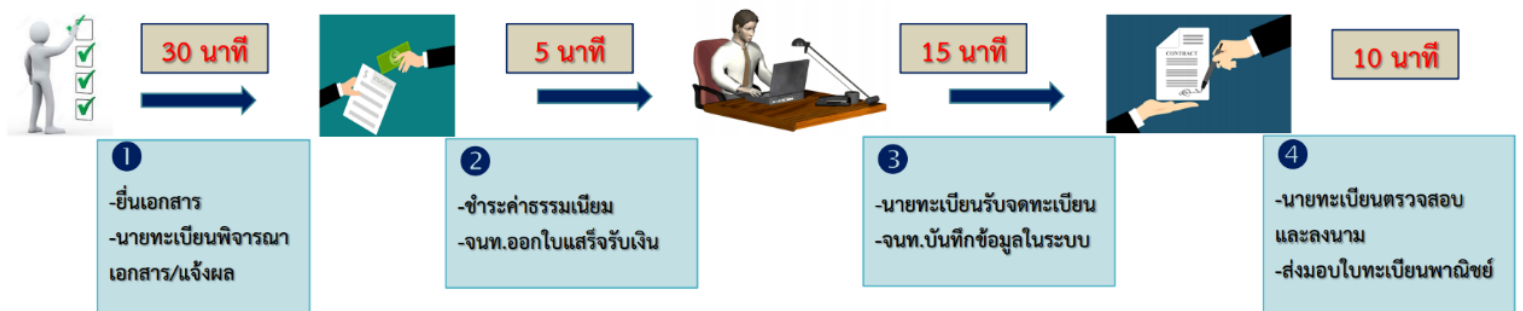 30 นาที
5 นาที
15 นาที
10 นาที
CONTRACT
1
-ยื่นเอกสาร
-นายทะเบียนพิจารณา
เอกสาร/แจ้งผล
2
-ชำระค่าธรรมเนียม
-จนท.ออกใบเสร็จรับเงิน
3
-นายทะเบียนรับจดทะเบียน
-จนท.บันทึกข้อมูลในระบบ
4
-นายทะเบียนตรวจสอบ
และลงนาม
-ส่งมอบใบทะเบียนพาณิชย์